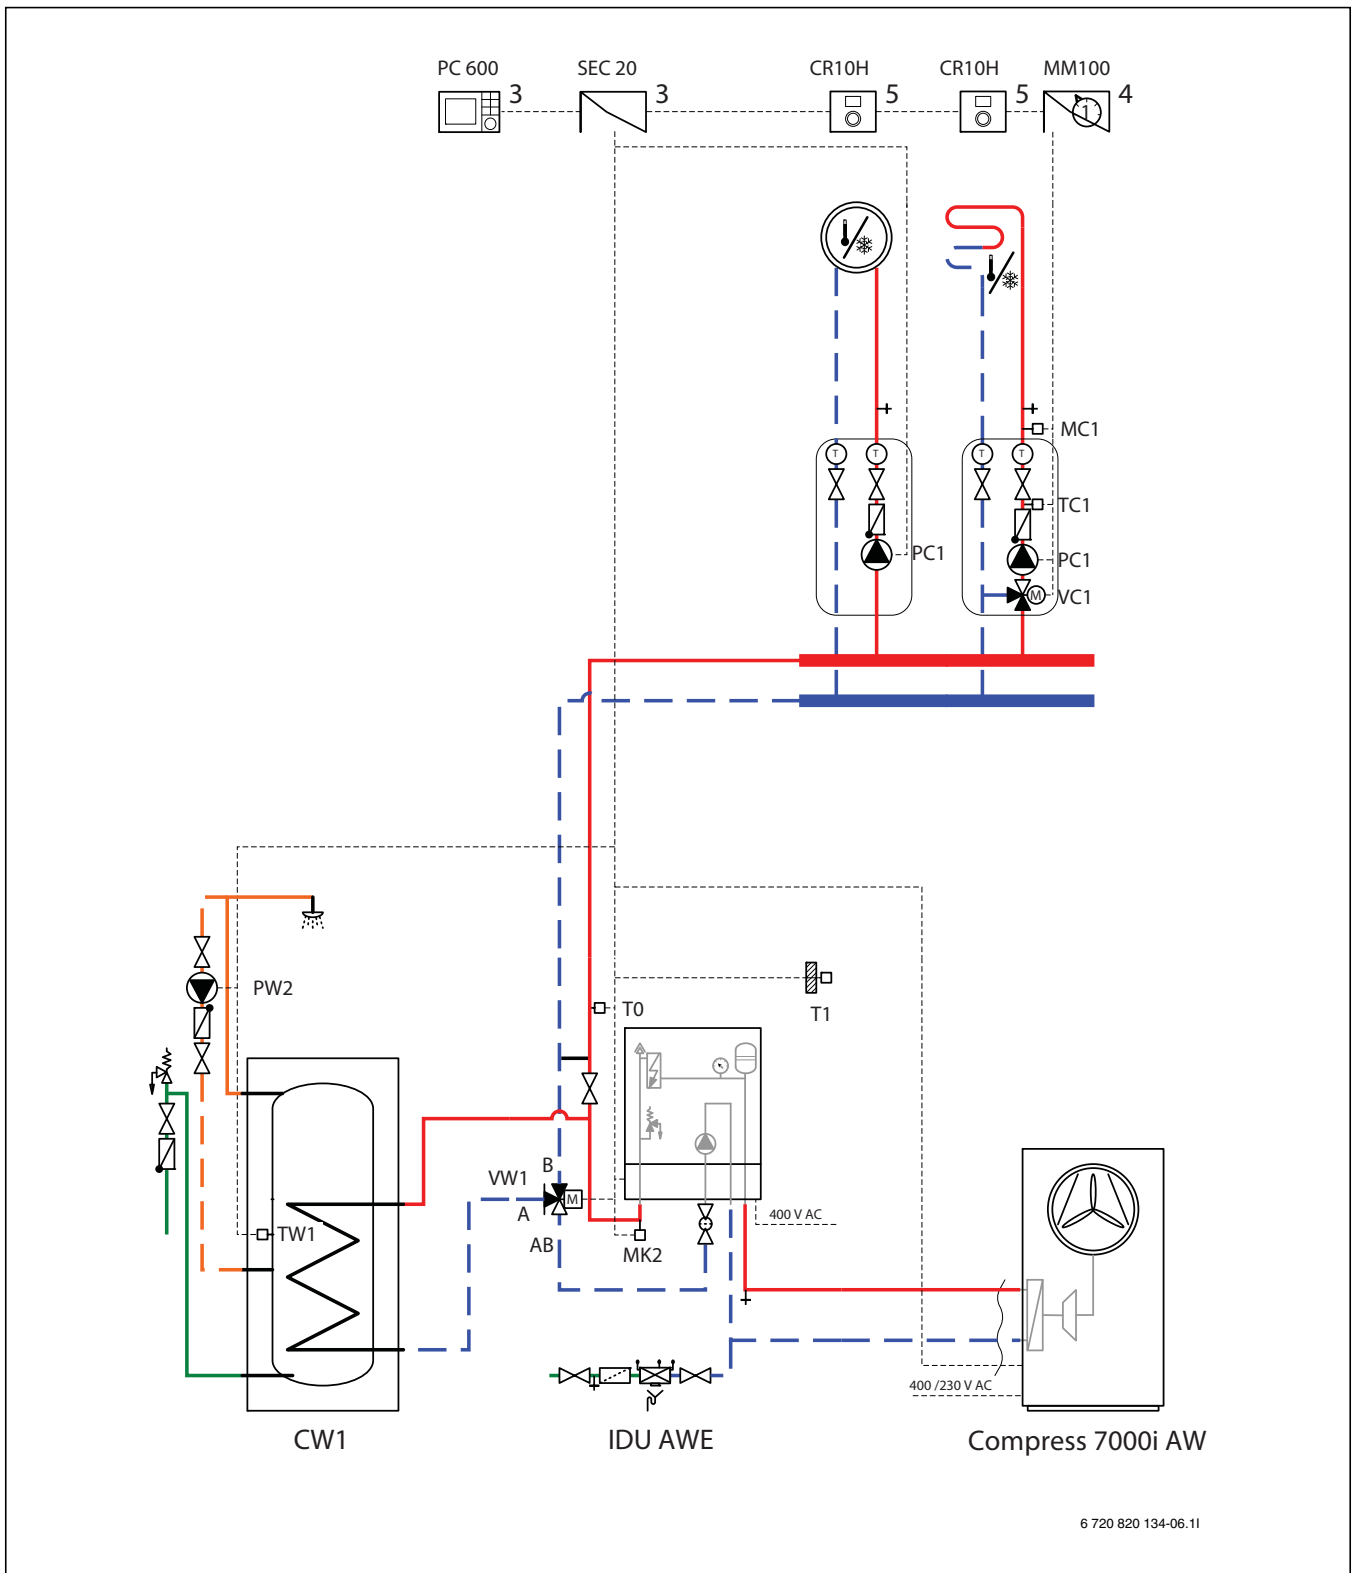 PC 600
SEC 20
CR10H
CR10H
MM100
3
3
5
5
4
1
T
T
T
T
MC1
TC1
PC1
PC1
M
VC1
PW2
T0
T1
B
VW1
M
A
TW1
AB
MK2
400 V AC
400 /230 V AC
CW1
IDU AWE
Compress 7000i AW
6 720 820 134-06.1I